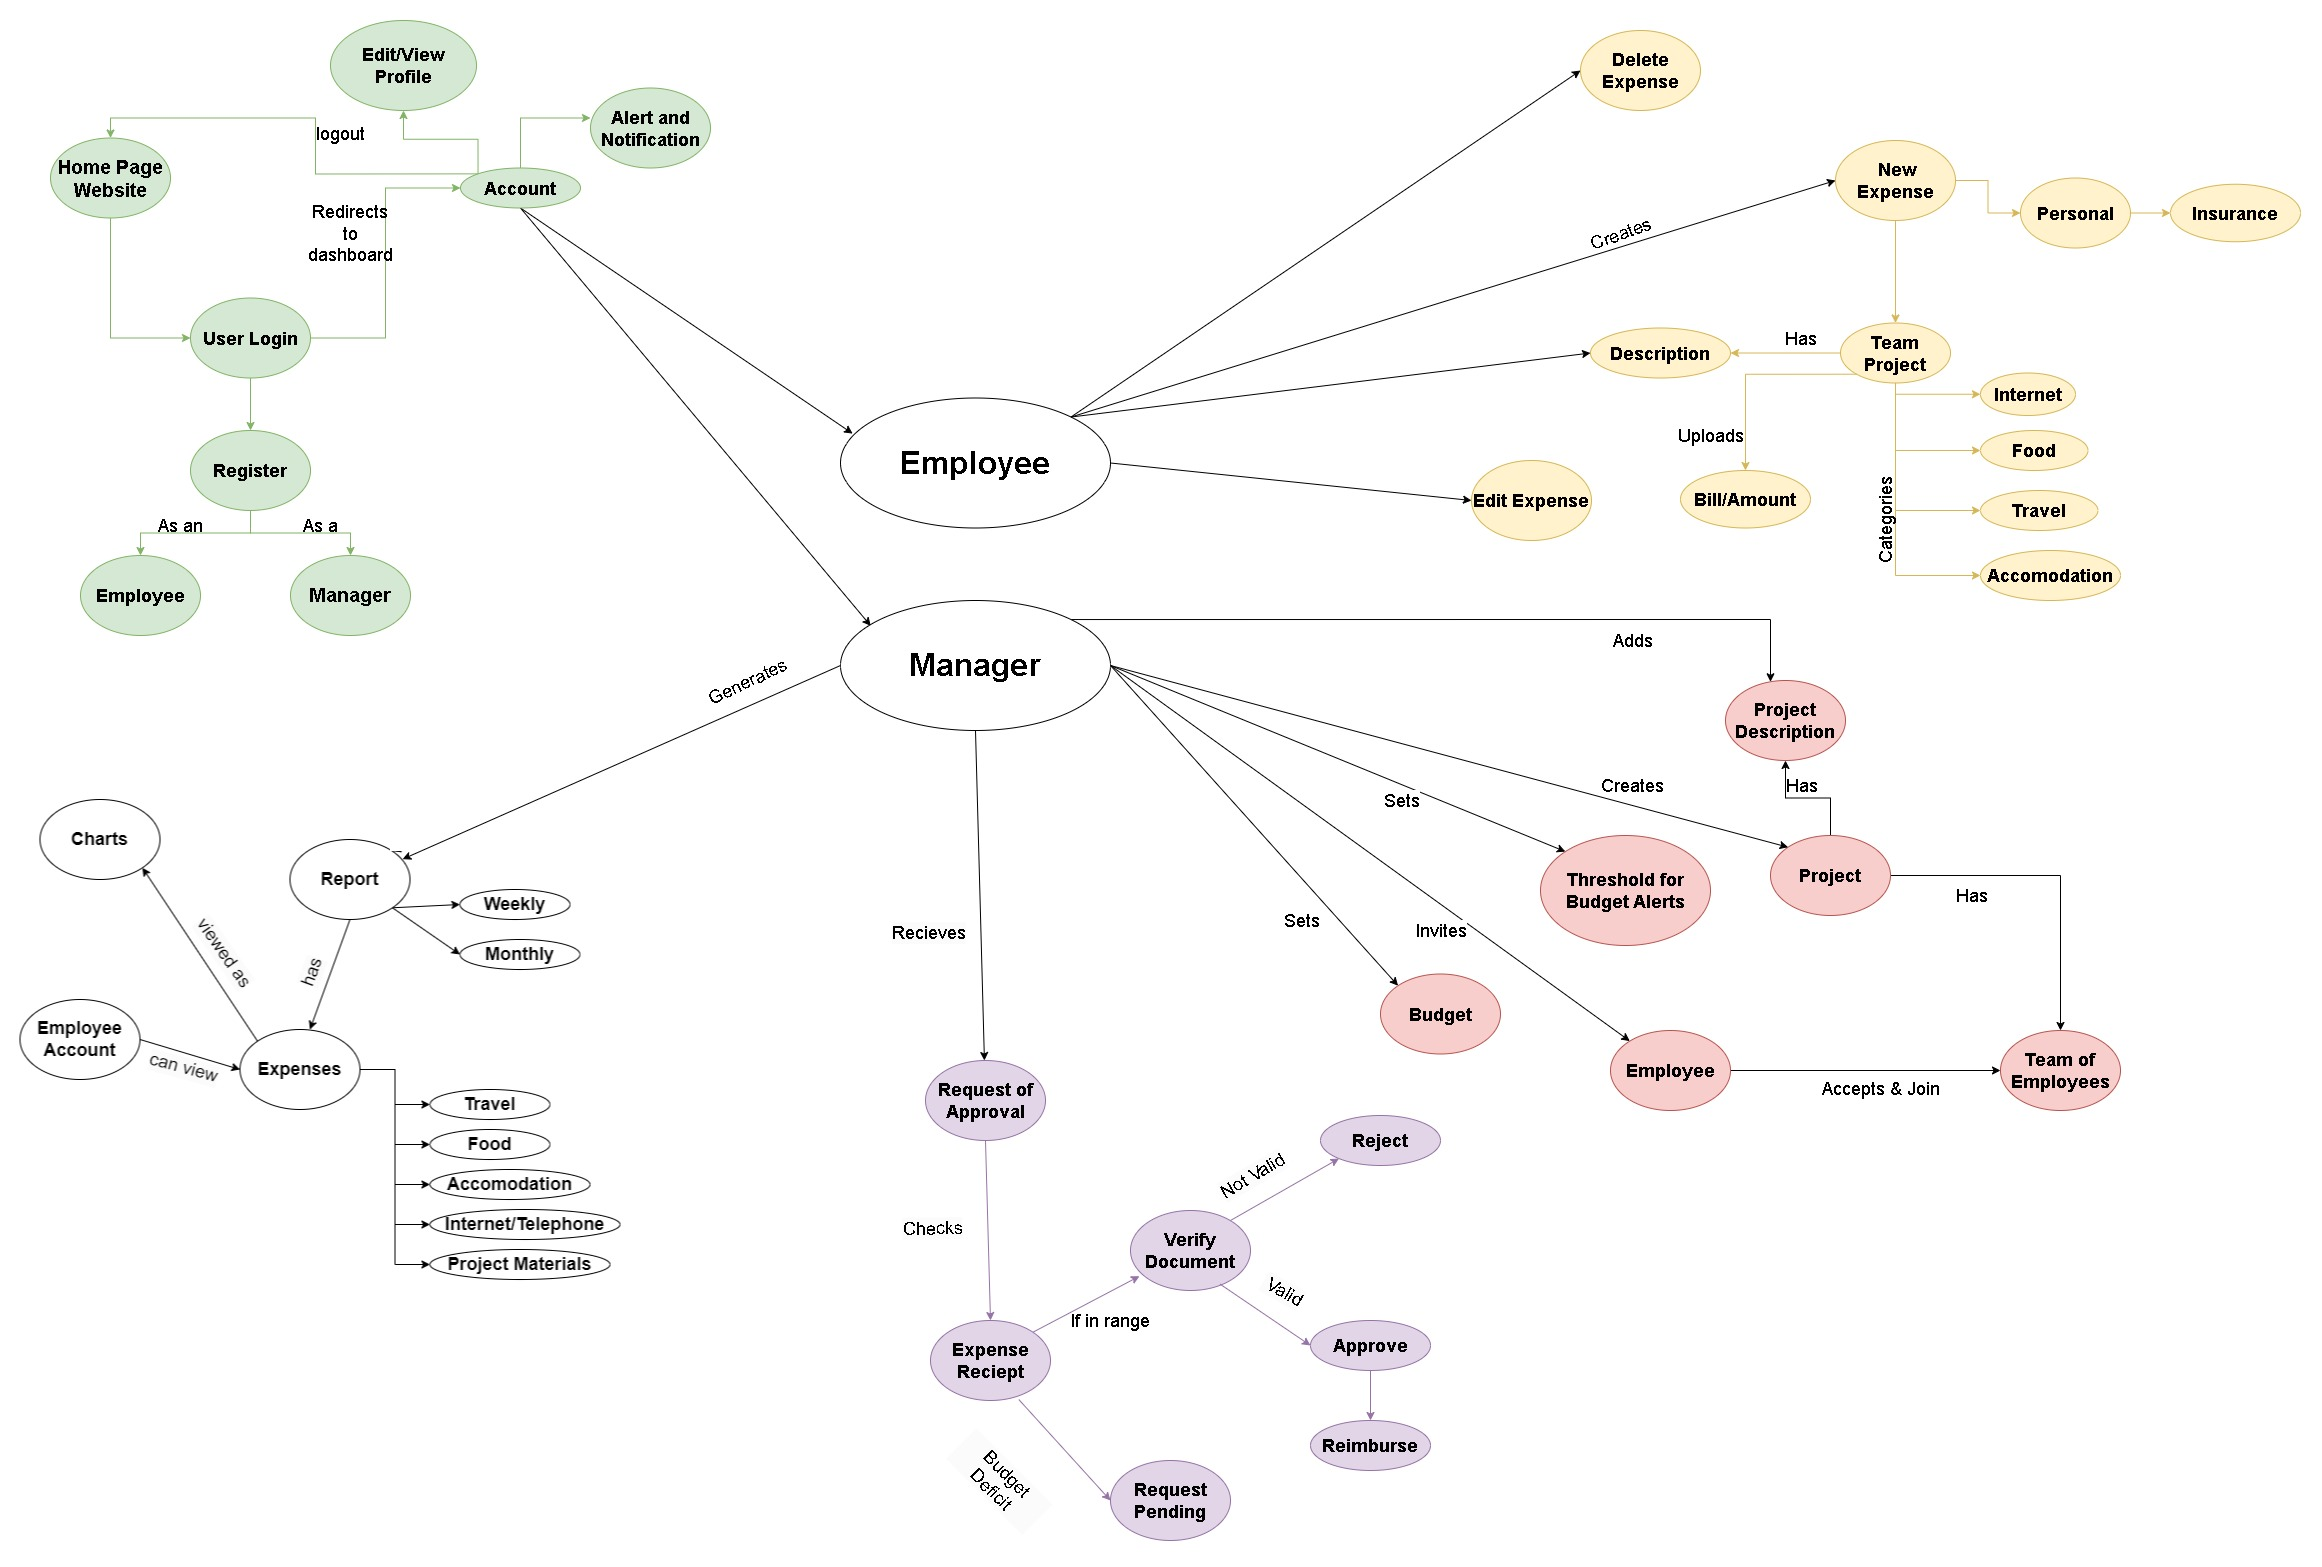 Edit/View
Profile
Alert and
Notification
logout
Home Page
Website
Account
Redirects
to
dashboard
User Login
Register
As an
As a
Employee
Manager
Delete
Expense
New
Expense
Personal
Insurance
Creates
Description
Has
Team
Project
Internet
Uploads
Food
Bill/Amount
Categories
Travel
Accomodation
Employee
Edit Expense
Manager
Adds
Generates
Project
Description
Has
Creates
Sets
Project
Threshold for
Budget Alerts
Has
Sets
Invites
Budget
Employee
Accepts & Join
Team of
Employees
Charts
Report
Weekly
Monthly
viewed as
has
Employee
Account
can view
Expenses
Travel
Food
Accomodation
Internet/Telephone
Project Materials
Recieves
Request of
Approval
Checks
Reject
Not Valid
Verify
Document
Valid
If in range
Expense
Reciept
Approve
Reimburse
Budget
Deficit
Request
Pending